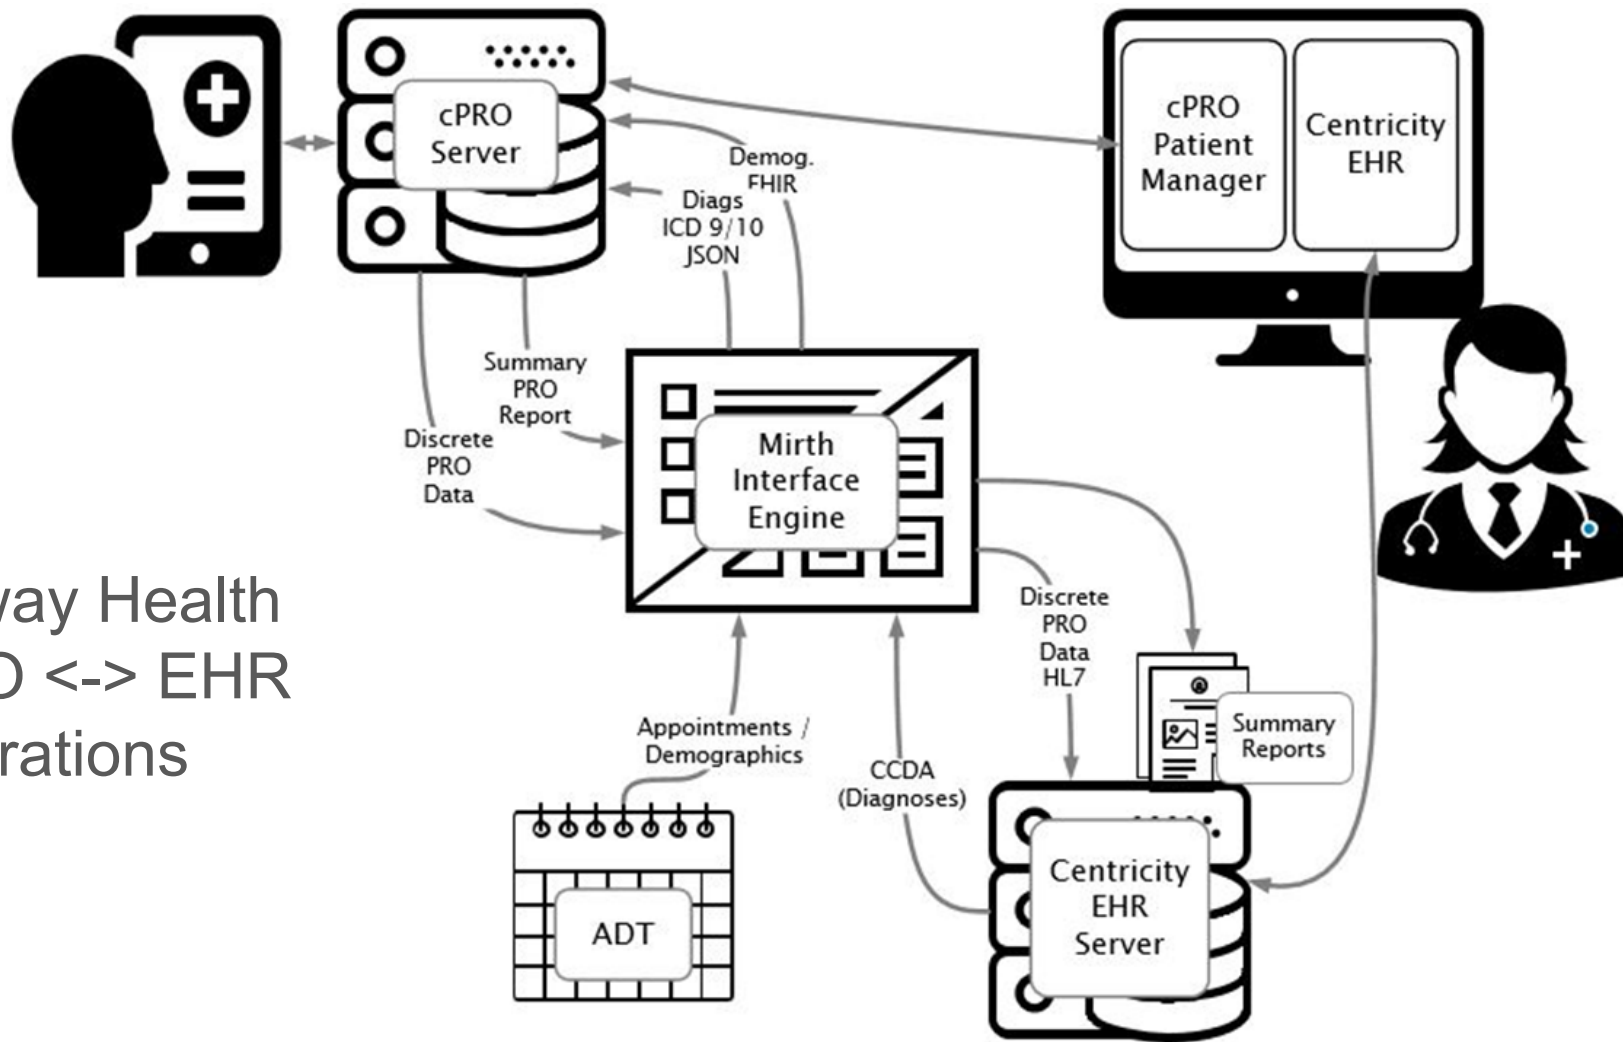 cPRO
Server
Demog.
FHIR
Diags
ICD 9/10
JSON
cPRO
Patient
Manager
Centricity
EHR
Summary
PRO
Report
Discrete
PRO
Data
Mirth
Interface
Engine
way Health
O <-> EHR
rations
Discrete
PRO
Data
HL7
Summary
Reports
Appointments /
Demographics
CCDA
(Diagnoses)
ADT
Centricity
EHR
Server